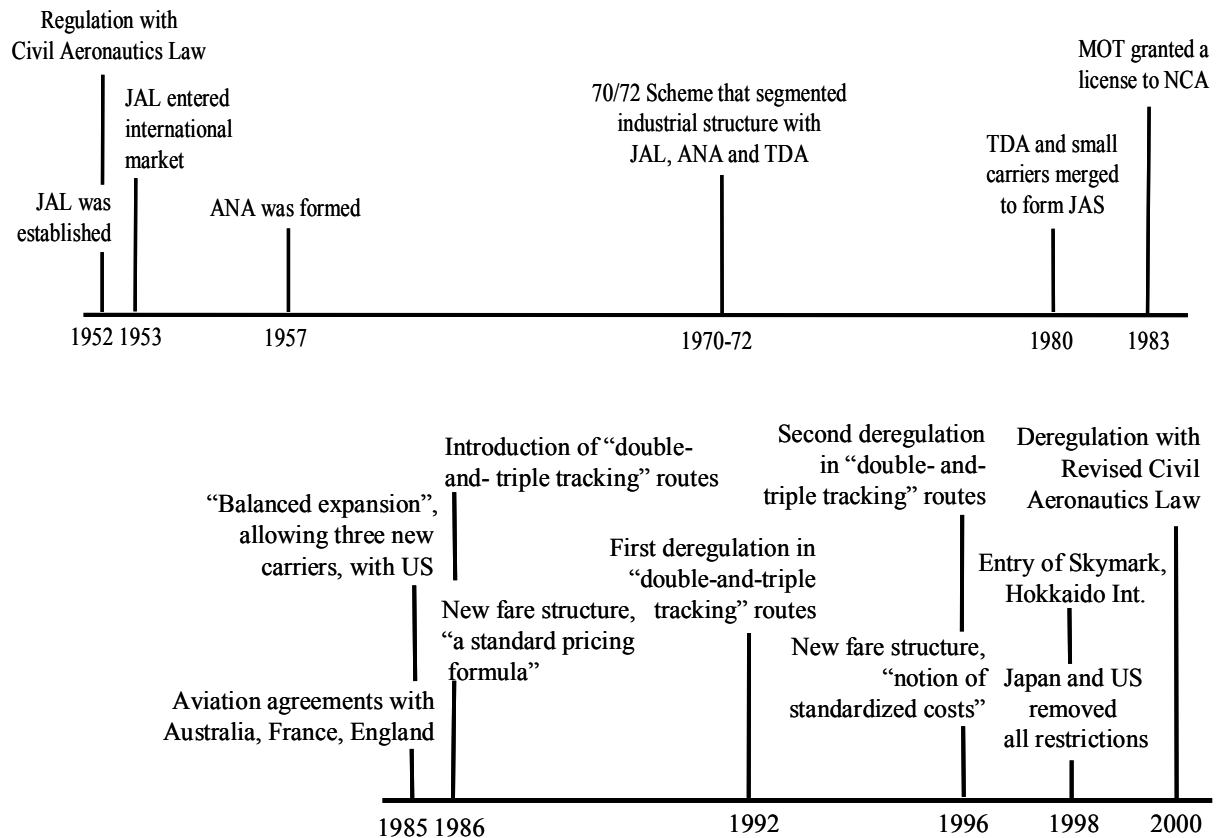 Regulation with
Civil Aeronautics Law
JAL was
established
JAL entered
international
market
ANA was formed
70/72 Scheme that segmented
industrial structure with
JAL, ANA and TDA
TDA and small
carriers merged
to form JAS
MOT granted a
license to NCA
1952
1953
1957
1970-72
1980
1983
“Balanced expansion”,
allowing three new
carriers, with US
Aviation agreements with
Australia, France, England
Introduction of “double-
and- triple tracking” routes
New fare structure,
“a standard pricing
formula”
First deregulation in
“double-and-triple
tracking” routes
Second deregulation
in “double- and-
triple tracking” routes
New fare structure,
“notion of
standardized costs”
Entry of Skymark,
Hokkaido Int.
Japan and US
removed
all restrictions
Deregulation with
Revised Civil
Aeronautics Law
1985
1986
1992
1996
1998
2000